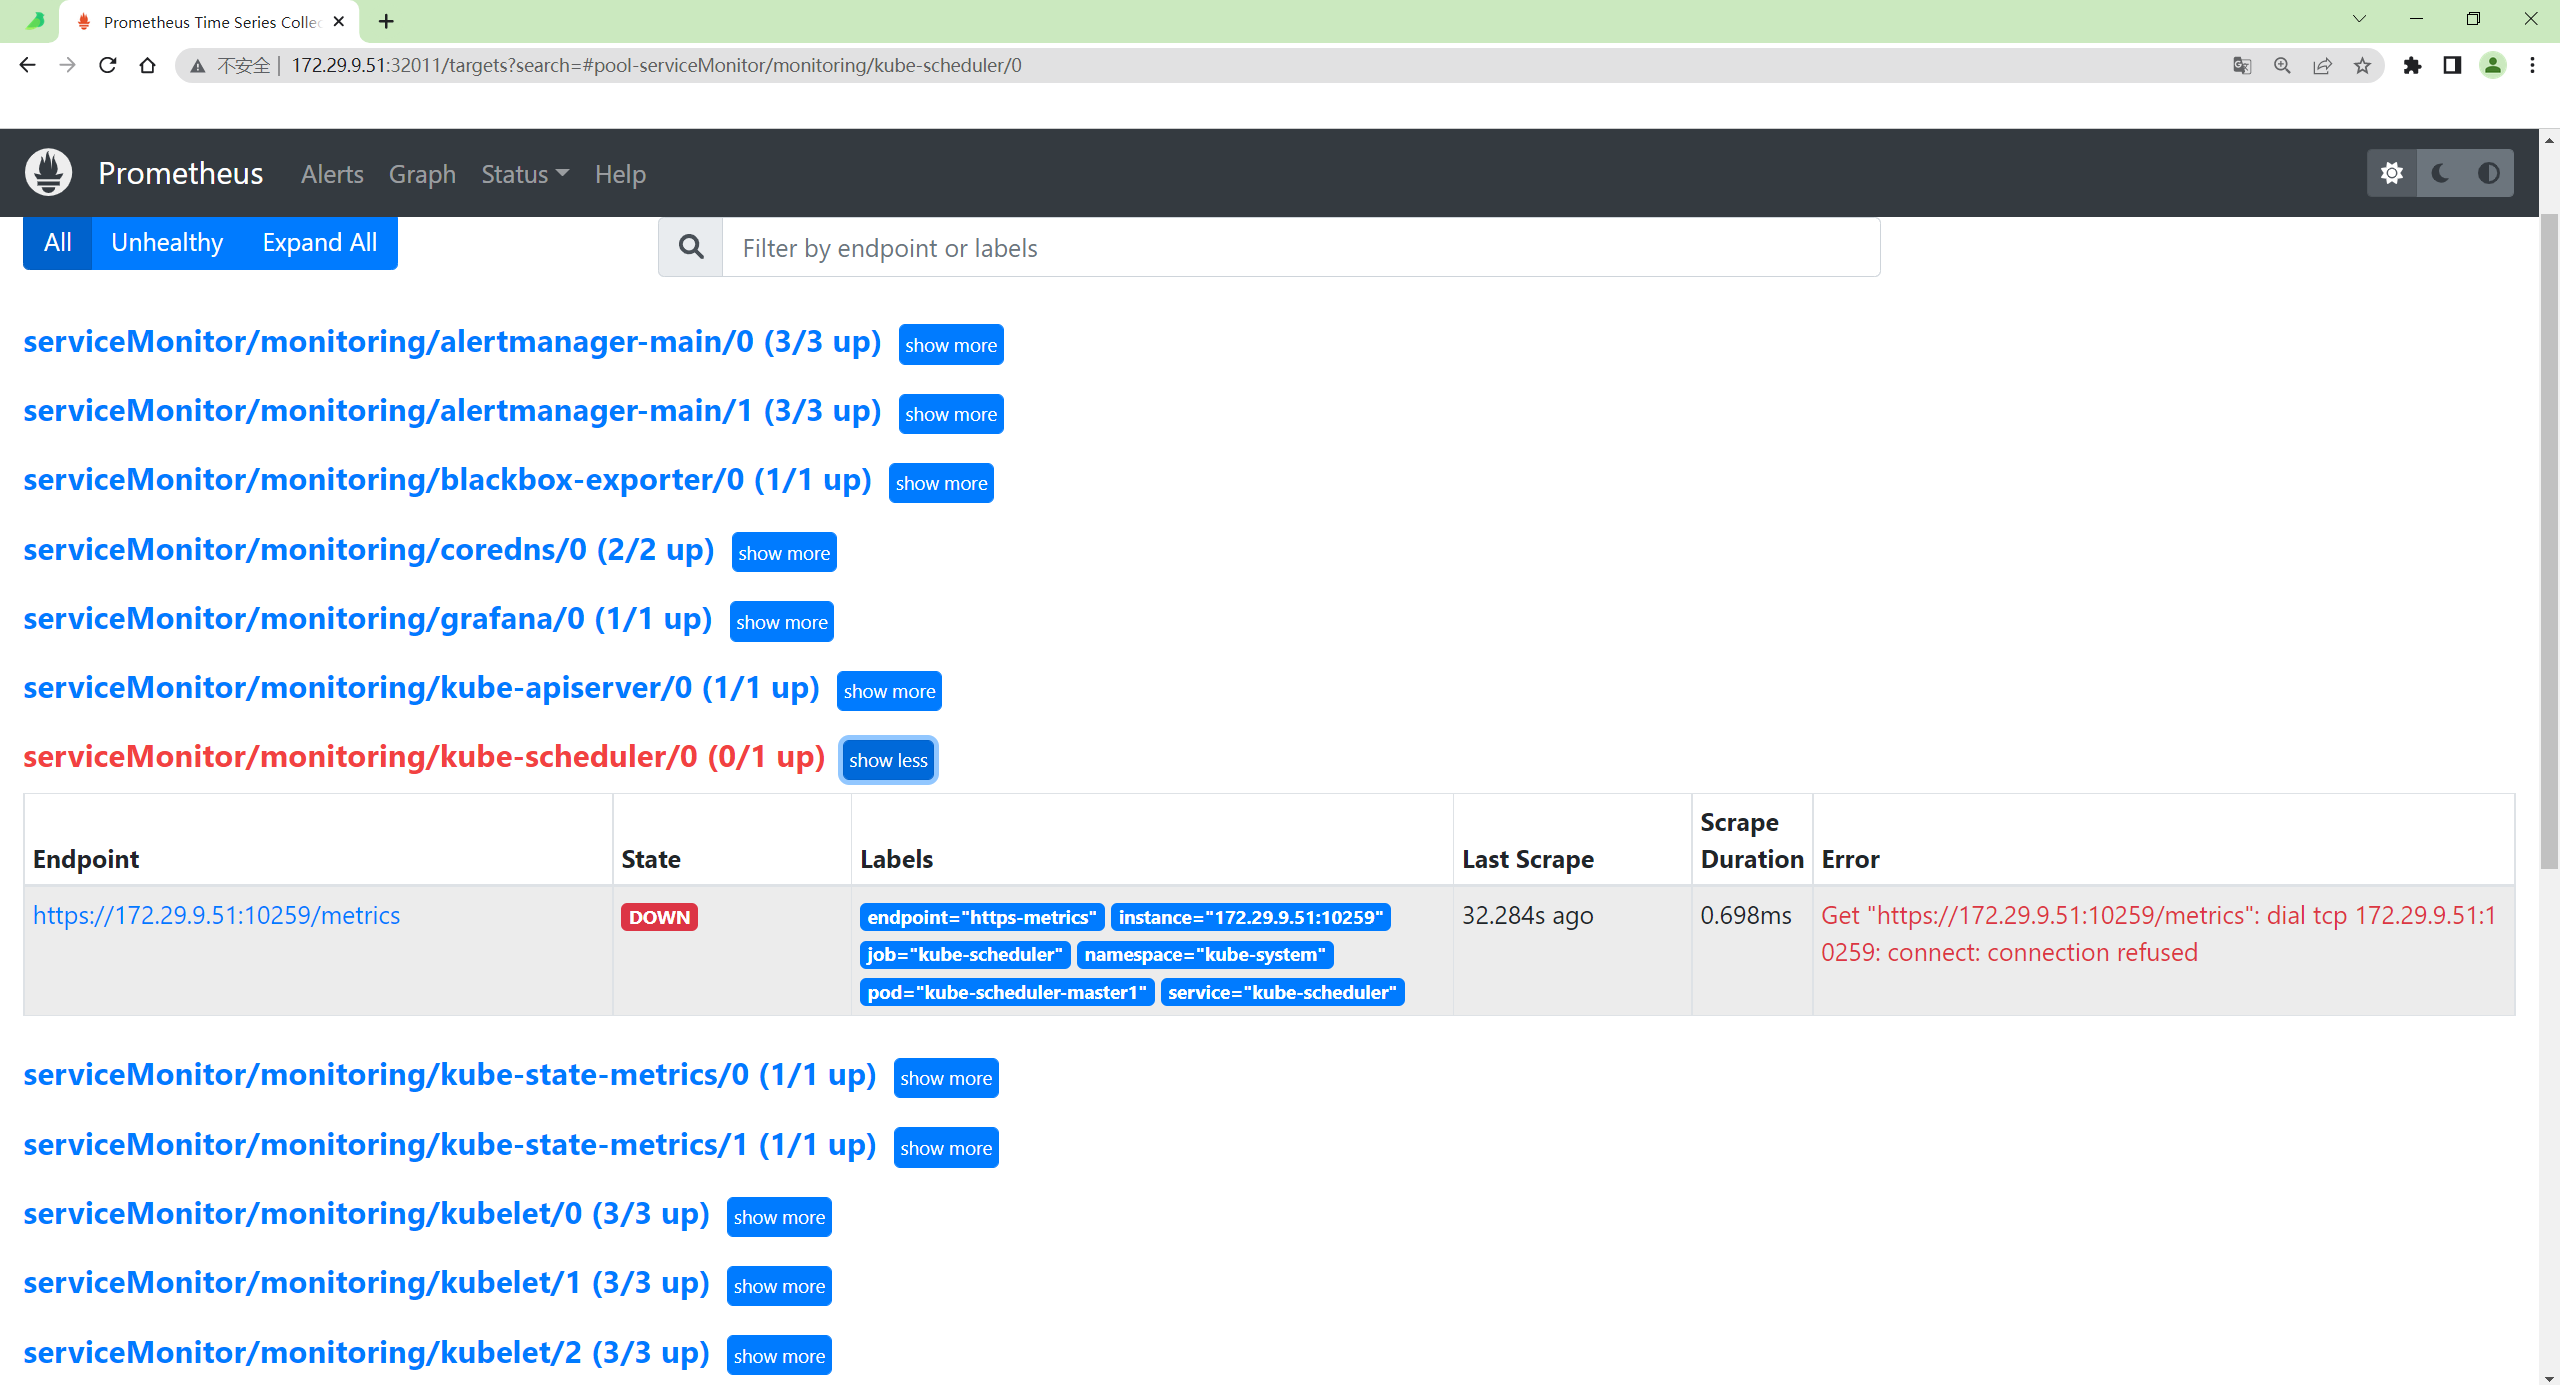 Prometheus Time Series Collec
不安全 | 172.29.9.51:32011/targets?search=#pool-serviceMonitor/monitoring/kube-scheduler/0
Prometheus Alerts Graph Status Help
All Unhealthy Expand All Filter by endpoint or labels
serviceMonitor/monitoring/alertmanager-main/0 (3/3 up) show more
serviceMonitor/monitoring/alertmanager-main/1 (3/3 up) show more
serviceMonitor/monitoring/blackbox-exporter/0 (1/1 up) show more
serviceMonitor/monitoring/coredns/0 (2/2 up) show more
serviceMonitor/monitoring/grafana/0 (1/1 up) show more
serviceMonitor/monitoring/kube-apiserver/0 (1/1 up) show more
serviceMonitor/monitoring/kube-scheduler/0 (0/1 up) show less
Scrape
Endpoint State Labels Last Scrape Duration Error
https://172.29.9.51:10259/metrics DOWN endpoint="https-metrics" instance="172.29.9.51:10259" 32.284s ago 0.698ms Get "https://172.29.9.51:10259/metrics": dial tcp 172.29.9.51:1
job="kube-scheduler" namespace="kube-system" 0259: connect: connection refused
pod="kube-scheduler-master1" service="kube-scheduler"
serviceMonitor/monitoring/kube-state-metrics/0 (1/1 up) show more
serviceMonitor/monitoring/kube-state-metrics/1 (1/1 up) show more
serviceMonitor/monitoring/kubelet/0 (3/3 up) show more
serviceMonitor/monitoring/kubelet/1 (3/3 up) show more
serviceMonitor/monitoring/kubelet/2 (3/3 up) show more